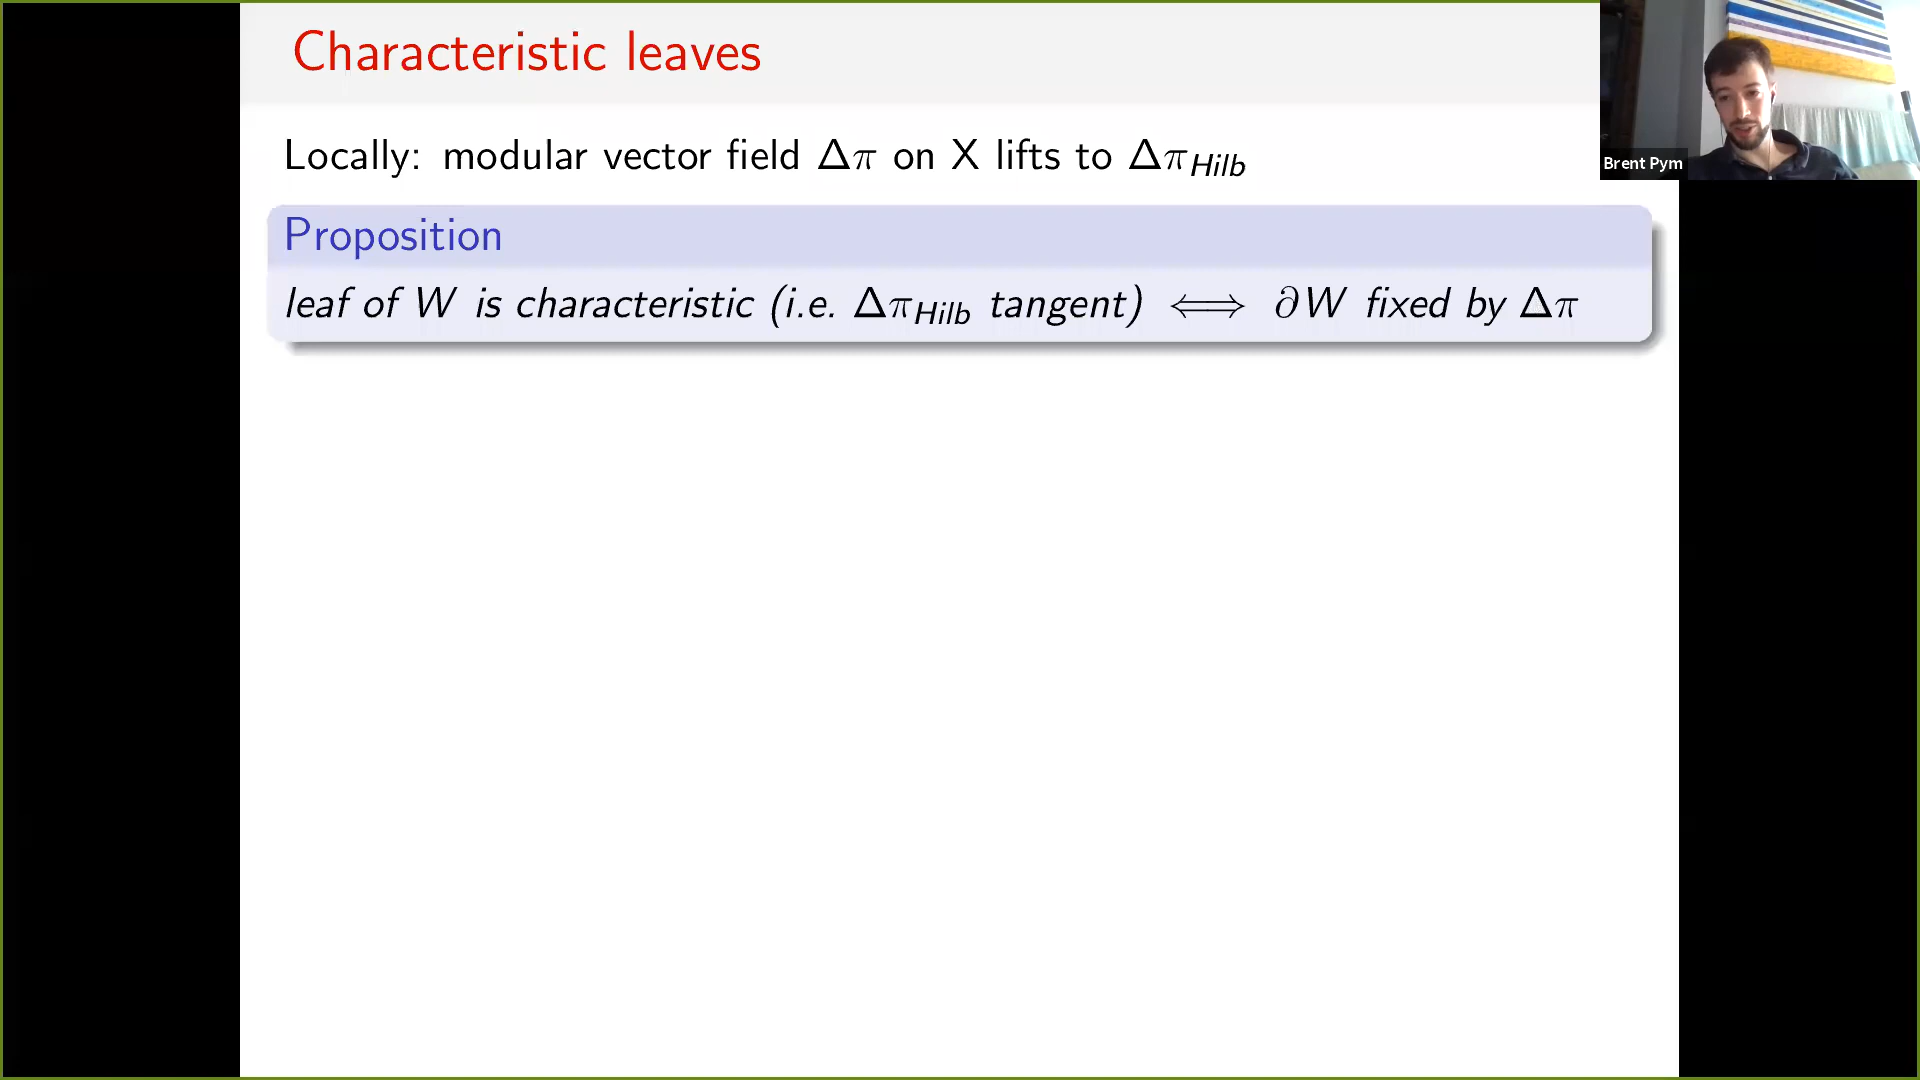 Characteristic leaves
Brent Pym
Locally: modular vector field Δπ on X lifts to Δπ_Hilb
Proposition
leaf of W is characteristic (i.e. Δπ_Hilb tangent) ⟺ ∂W fixed by Δπ